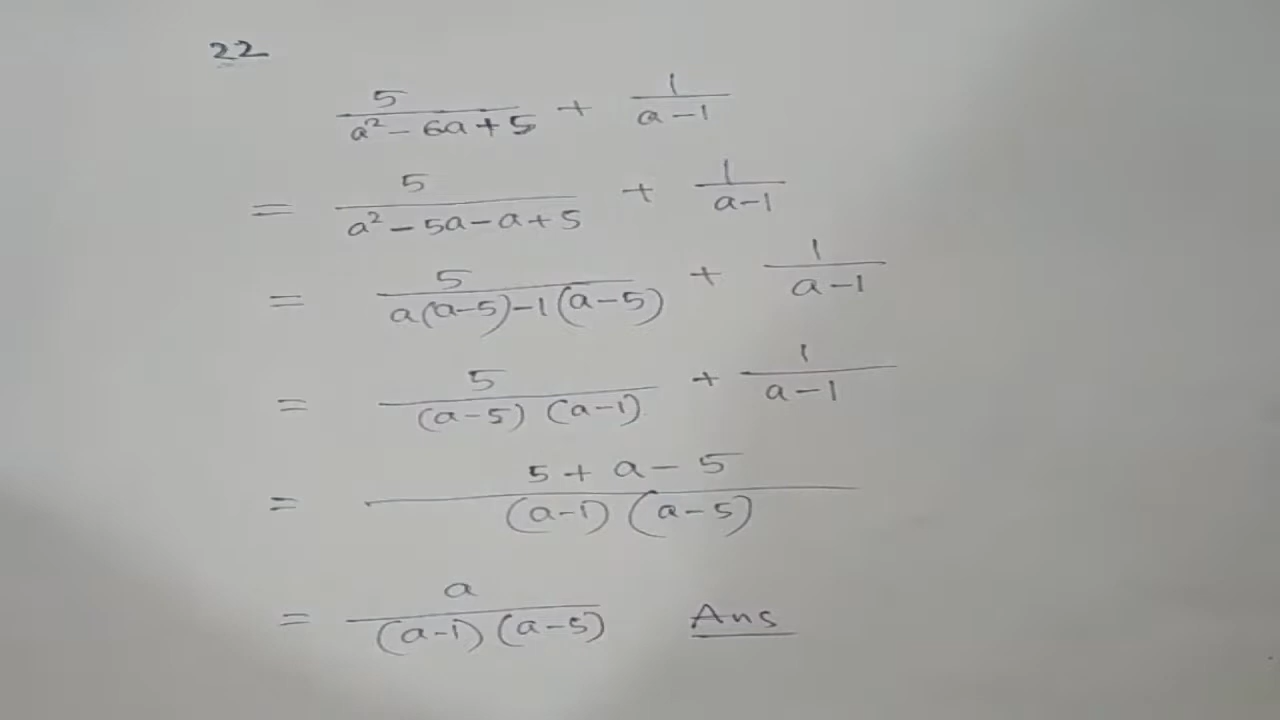 22
5/(a² - 6a + 5) + 1/(a - 1)
= 5/(a² - 5a - a + 5) + 1/(a - 1)
= 5/(a(a - 5) - 1(a - 5)) + 1/(a - 1)
= 5/((a - 5) (a - 1)) + 1/(a - 1)
= (5 + a - 5)/((a - 1) (a - 5))
= a/((a - 1) (a - 5)) Ans